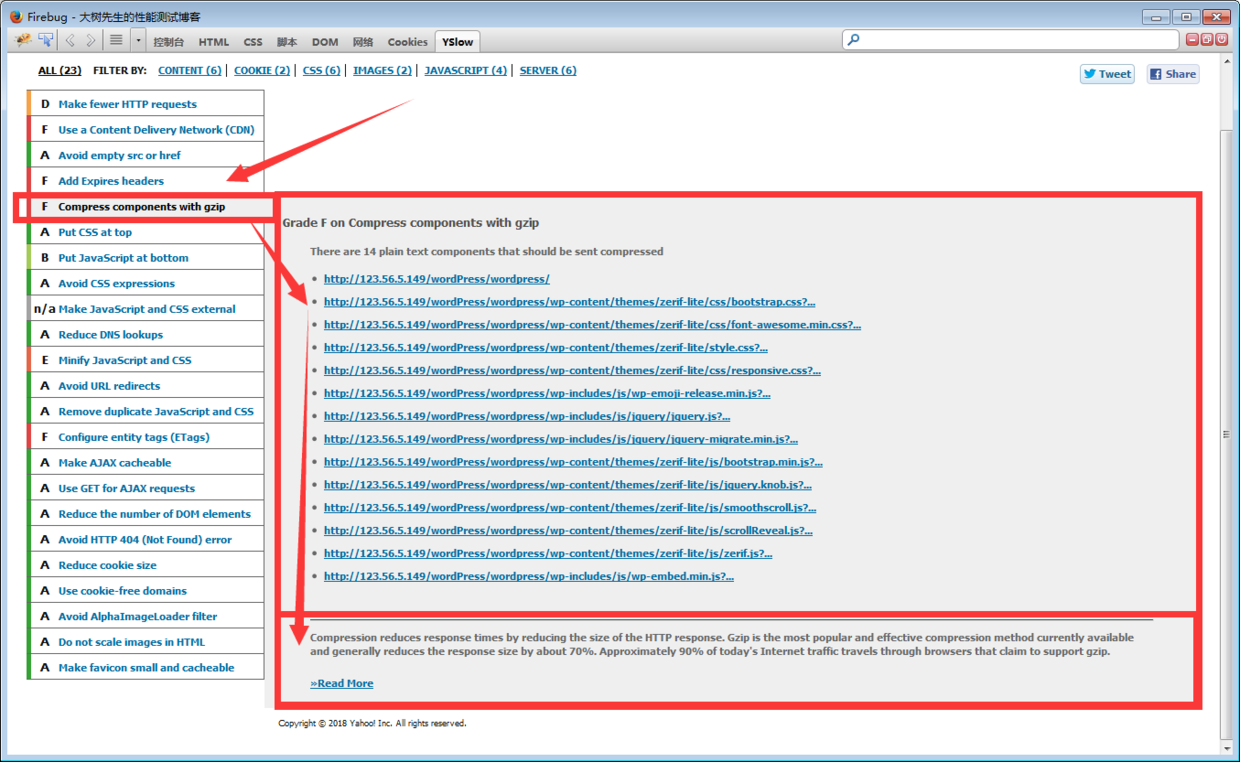 Firebug - 大树先生的性能测试博客
控制台 HTML CSS 脚本 DOM 网络 Cookies YSlow
ALL (23) FILTER BY: CONTENT (6) COOKIE (2) CSS (6) IMAGES (2) JAVASCRIPT (4) SERVER (6)
Tweet Share
D Make fewer HTTP requests
F Use a Content Delivery Network (CDN)
A Avoid empty src or href
F Add Expires headers
F Compress components with gzip
A Put CSS at top
B Put JavaScript at bottom
A Avoid CSS expressions
n/a Make JavaScript and CSS external
A Reduce DNS lookups
E Minify JavaScript and CSS
A Avoid URL redirects
A Remove duplicate JavaScript and CSS
F Configure entity tags (ETags)
A Make AJAX cacheable
A Use GET for AJAX requests
A Reduce the number of DOM elements
A Avoid HTTP 404 (Not Found) error
A Reduce cookie size
A Use cookie-free domains
A Avoid AlphaImageLoader filter
A Do not scale images in HTML
A Make favicon small and cacheable
Grade F on Compress components with gzip
There are 14 plain text components that should be sent compressed
• http://123.56.5.149/wordPress/wordpress/
• http://123.56.5.149/wordPress/wordpress/wp-content/themes/zerif-lite/css/bootstrap.css?...
• http://123.56.5.149/wordPress/wordpress/wp-content/themes/zerif-lite/css/font-awesome.min.css?...
• http://123.56.5.149/wordPress/wordpress/wp-content/themes/zerif-lite/style.css?...
• http://123.56.5.149/wordPress/wordpress/wp-content/themes/zerif-lite/css/responsive.css?...
• http://123.56.5.149/wordPress/wordpress/wp-includes/js/wp-emoji-release.min.js?...
• http://123.56.5.149/wordPress/wordpress/wp-includes/js/jquery/jquery.js?...
• http://123.56.5.149/wordPress/wordpress/wp-includes/js/jquery/jquery-migrate.min.js?...
• http://123.56.5.149/wordPress/wordpress/wp-content/themes/zerif-lite/js/bootstrap.min.js?...
• http://123.56.5.149/wordPress/wordpress/wp-content/themes/zerif-lite/js/jquery.knob.js?...
• http://123.56.5.149/wordPress/wordpress/wp-content/themes/zerif-lite/js/smoothscroll.js?...
• http://123.56.5.149/wordPress/wordpress/wp-content/themes/zerif-lite/js/scrollReveal.js?...
• http://123.56.5.149/wordPress/wordpress/wp-content/themes/zerif-lite/js/zerif.js?...
• http://123.56.5.149/wordPress/wordpress/wp-includes/js/wp-embed.min.js?...
Compression reduces response times by reducing the size of the HTTP response. Gzip is the most popular and effective compression method currently available
and generally reduces the response size by about 70%. Approximately 90% of today's Internet traffic travels through browsers that claim to support gzip.
»Read More
Copyright © 2018 Yahoo! Inc. All rights reserved.